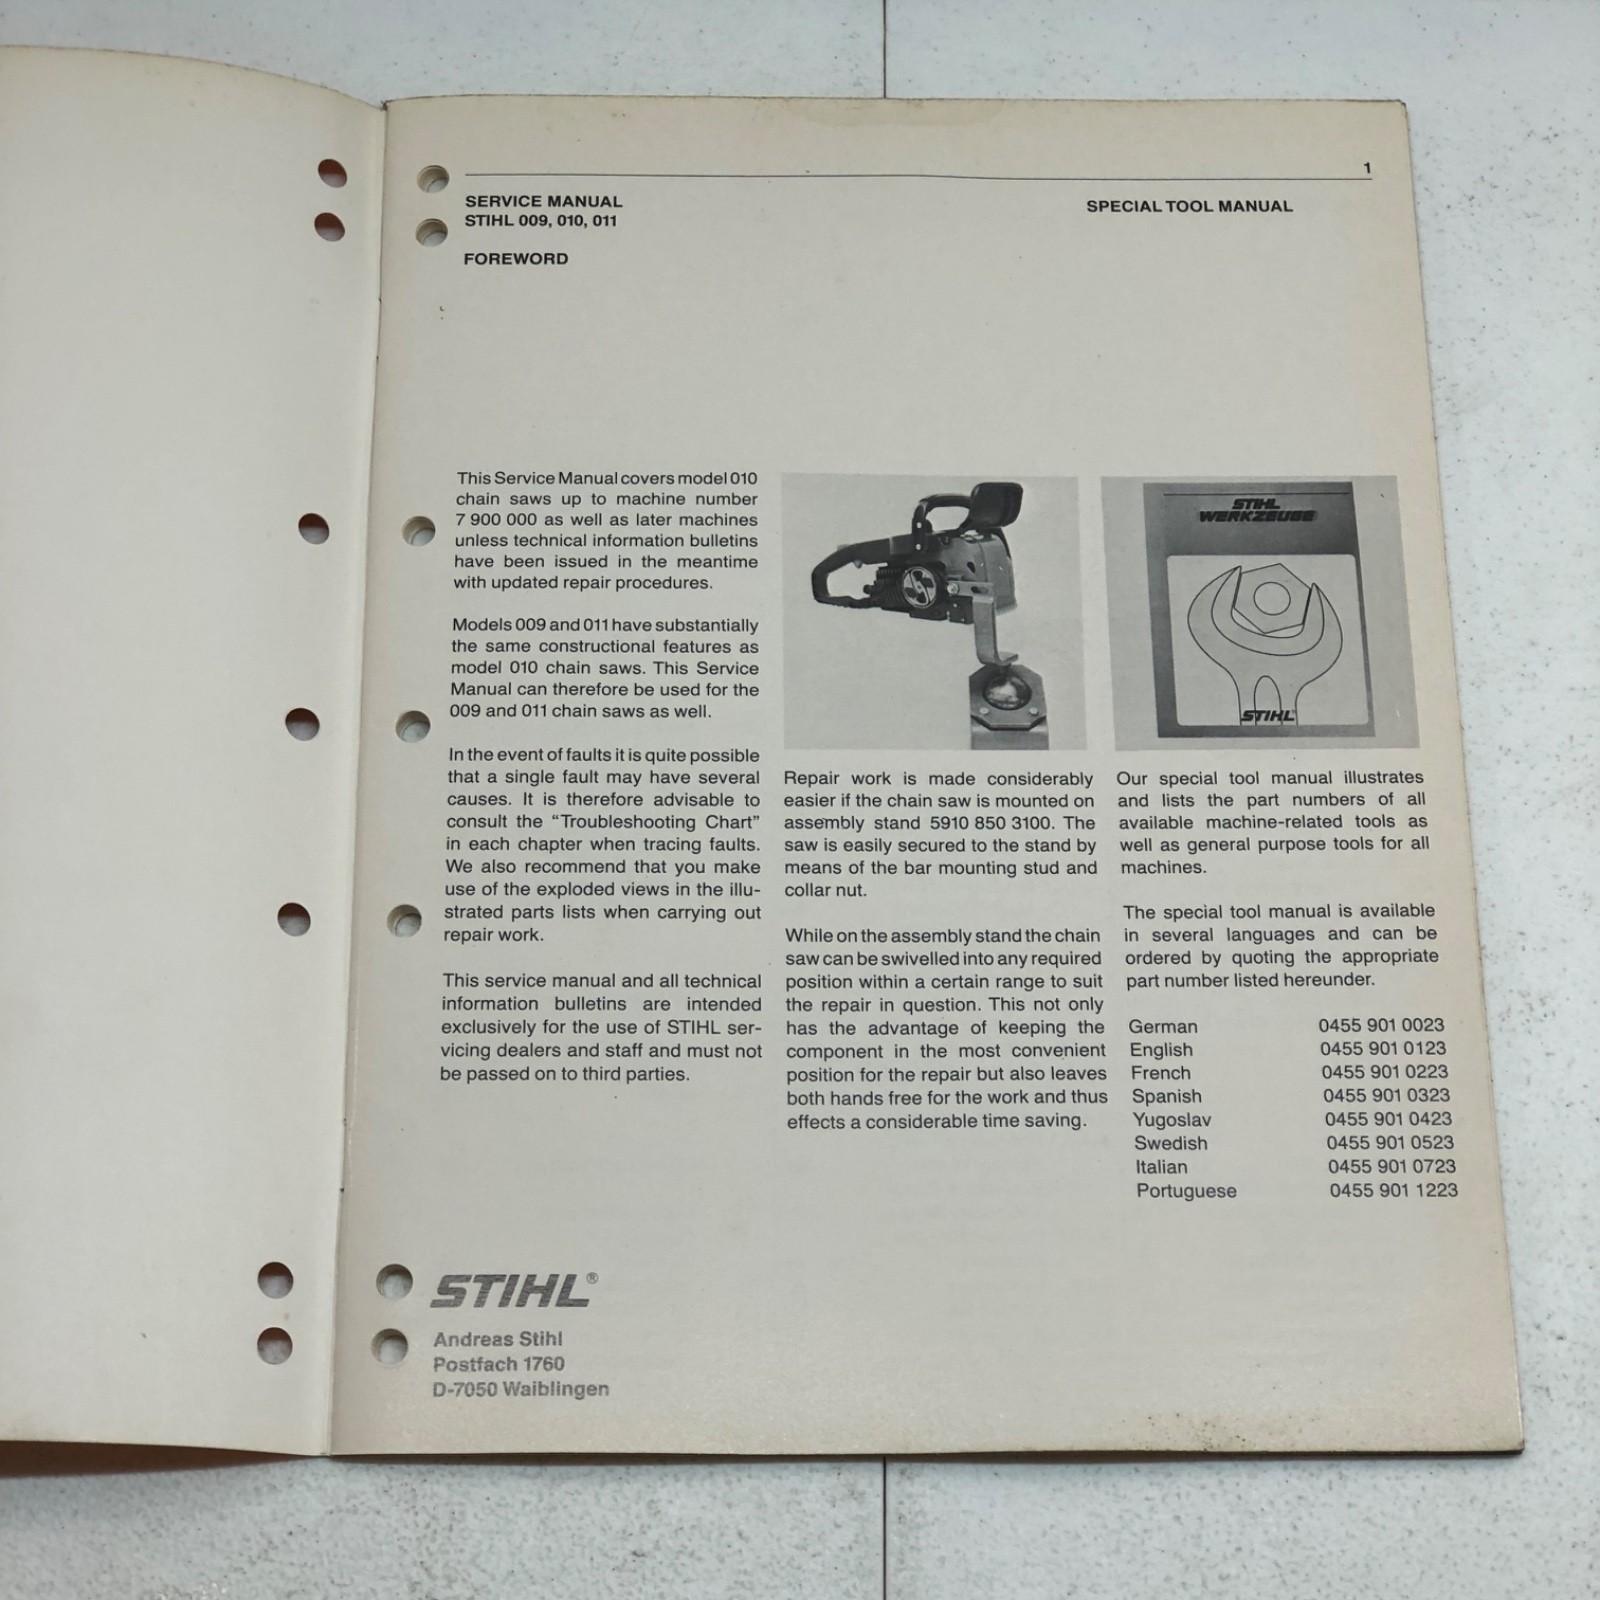 1
SERVICE MANUAL
STIHL 009, 010, 011
SPECIAL TOOL MANUAL
FOREWORD
This Service Manual covers model 010
chain saws up to machine number
7 900 000 as well as later machines
unless technical information bulletins
have been issued in the meantime
with updated repair procedures.
Models 009 and 011 have substantially
the same constructional features as
model 010 chain saws. This Service
Manual can therefore be used for the
009 and 011 chain saws as well.
In the event of faults it is quite possible
that a single fault may have several
causes. It is therefore advisable to
consult the “Troubleshooting Chart”
in each chapter when tracing faults.
We also recommend that you make
use of the exploded views in the illu-
strated parts lists when carrying out
repair work.
This service manual and all technical
information bulletins are intended
exclusively for the use of STIHL ser-
vicing dealers and staff and must not
be passed on to third parties.
Repair work is made considerably
easier if the chain saw is mounted on
assembly stand 5910 850 3100. The
saw is easily secured to the stand by
means of the bar mounting stud and
collar nut.
While on the assembly stand the chain
saw can be swivelled into any required
position within a certain range to suit
the repair in question. This not only
has the advantage of keeping the
component in the most convenient
position for the repair but also leaves
both hands free for the work and thus
effects a considerable time saving.
STIHL
WERKZEUGE
STIHL
Our special tool manual illustrates
and lists the part numbers of all
available machine-related tools as
well as general purpose tools for all
machines.
The special tool manual is available
in several languages and can be
ordered by quoting the appropriate
part number listed hereunder.
German 0455 901 0023
English 0455 901 0123
French 0455 901 0223
Spanish 0455 901 0323
Yugoslav 0455 901 0423
Swedish 0455 901 0523
Italian 0455 901 0723
Portuguese 0455 901 1223
STIHL®
Andreas Stihl
Postfach 1760
D-7050 Waiblingen